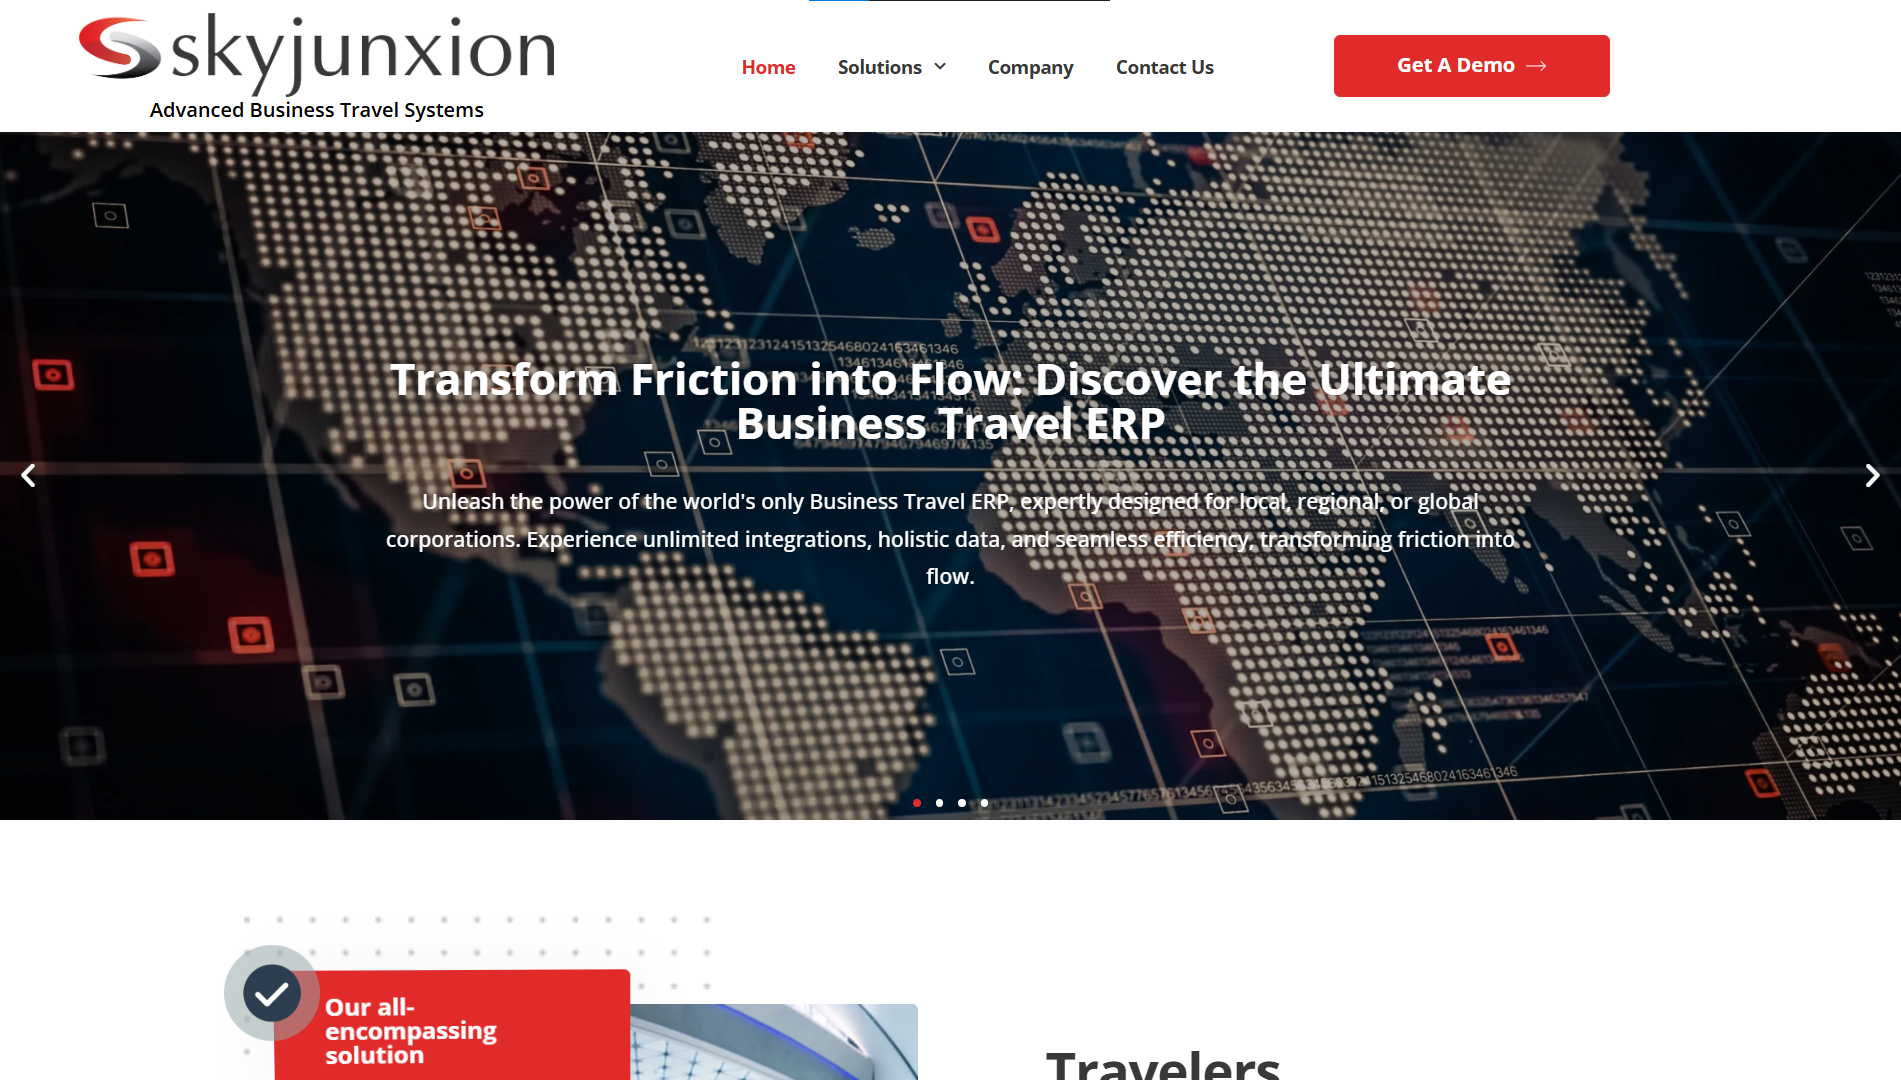 skyjunxion
Advanced Business Travel Systems
Home
Solutions
Company
Contact Us
Get A Demo
Transform Friction into Flow: Discover the Ultimate
Business Travel ERP
Unleash the power of the world's only Business Travel ERP, expertly designed for local, regional, or global
corporations. Experience unlimited integrations, holistic data, and seamless efficiency, transforming friction into
flow.
Our all-
encompassing
solution
Travelers